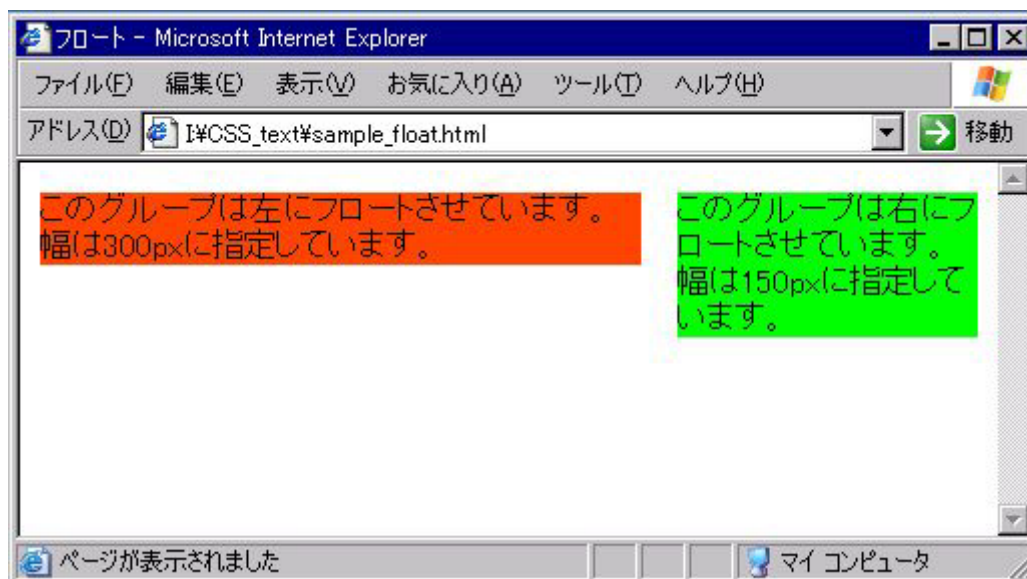 フロート - Microsoft Internet Explorer
ファイル(F) 編集(E) 表示(V) お気に入り(A) ツール(T) ヘルプ(H)
アドレス(D) I¥CSS_text¥sample_float.html 移動
このグループは左にフロートさせています。
幅は300pxに指定しています。
このグループは右にフ
ロートさせています。
幅は150pxに指定して
います。
ページが表示されました マイ コンピュータ